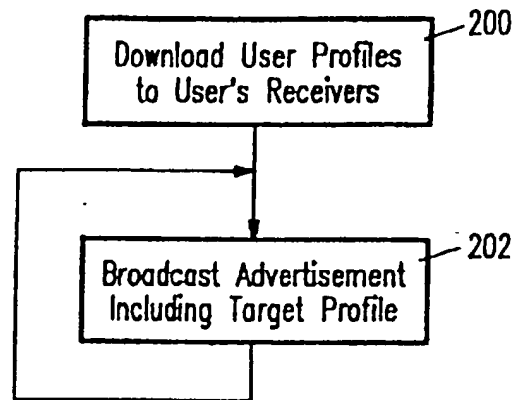 200
Download User Profiles
to User's Receivers
202
Broadcast Advertisement
Including Target Profile